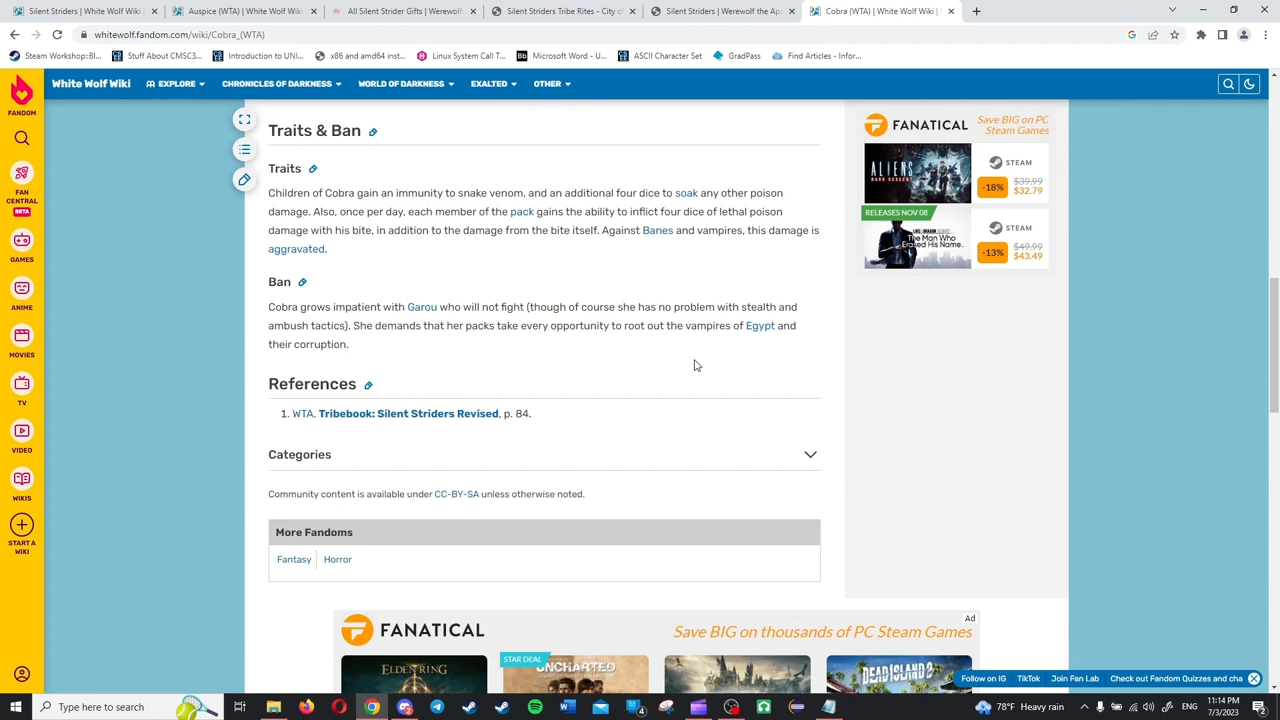 Silent Striders | White Wolf Wiki |
Auspice (WTA) | White Wolf Wiki |
All Silent Strider Gifts | Werewolf
Silent Striders Tribe Rites - City o
Silent Striders | Werewolf the Ap
Cobra (WTA) | White Wolf Wiki |
whitewolf.fandom.com/wiki/Cobra_(WTA)
Steam Workshop::Bl...
Stuff About CMSC3...
Introduction to UNI...
x86 and amd64 inst...
Linux System Call T...
Microsoft Word - U...
ASCII Character Set
GradPass
Find Articles - Infor...
White Wolf Wiki
EXPLORE
CHRONICLES OF DARKNESS
WORLD OF DARKNESS
EXALTED
OTHER
FANDOM
FAN
CENTRAL
BETA
GAMES
ANIME
MOVIES
TV
VIDEO
WIKIS
START A
WIKI
Traits & Ban
Traits
Children of Cobra gain an immunity to snake venom, and an additional four dice to soak any other poison
damage. Also, once per day, each member of the pack gains the ability to inflict four dice of lethal poison
damage with his bite, in addition to the damage from the bite itself. Against Banes and vampires, this damage is
aggravated.
Ban
Cobra grows impatient with Garou who will not fight (though of course she has no problem with stealth and
ambush tactics). She demands that her packs take every opportunity to root out the vampires of Egypt and
their corruption.
References
1. WTA. Tribebook: Silent Striders Revised, p. 84.
Categories
Community content is available under CC-BY-SA unless otherwise noted.
More Fandoms
Fantasy
Horror
FANATICAL
Save BIG on PC
Steam Games
ALIENS
STEAM
-18%
$39.99
$32.79
RELEASES NOV 08
The Man Who
Erased His Name.
STEAM
-13%
$49.99
$43.49
FANATICAL
Save BIG on thousands of PC Steam Games
Ad
ELDEN RING
STAR DEAL
UNCHARTED
DEAD ISLAND 2
Follow on IG
TikTok
Join Fan Lab
Check out Fandom Quizzes and cha
Type here to search
4
78°F Heavy rain
11:14 PM
7/3/2023